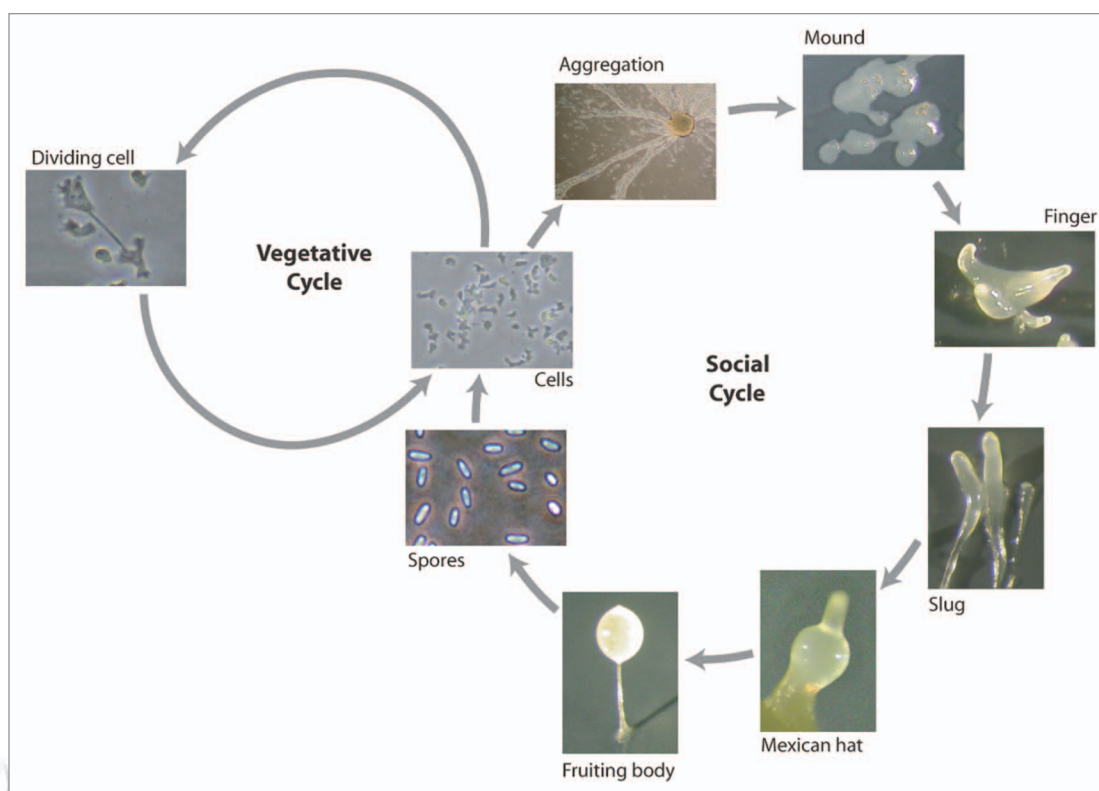 Mound
Aggregation
Dividing cell
Finger
Vegetative
Cycle
Cells
Social
Cycle
Spores
Slug
Mexican hat
Fruiting body